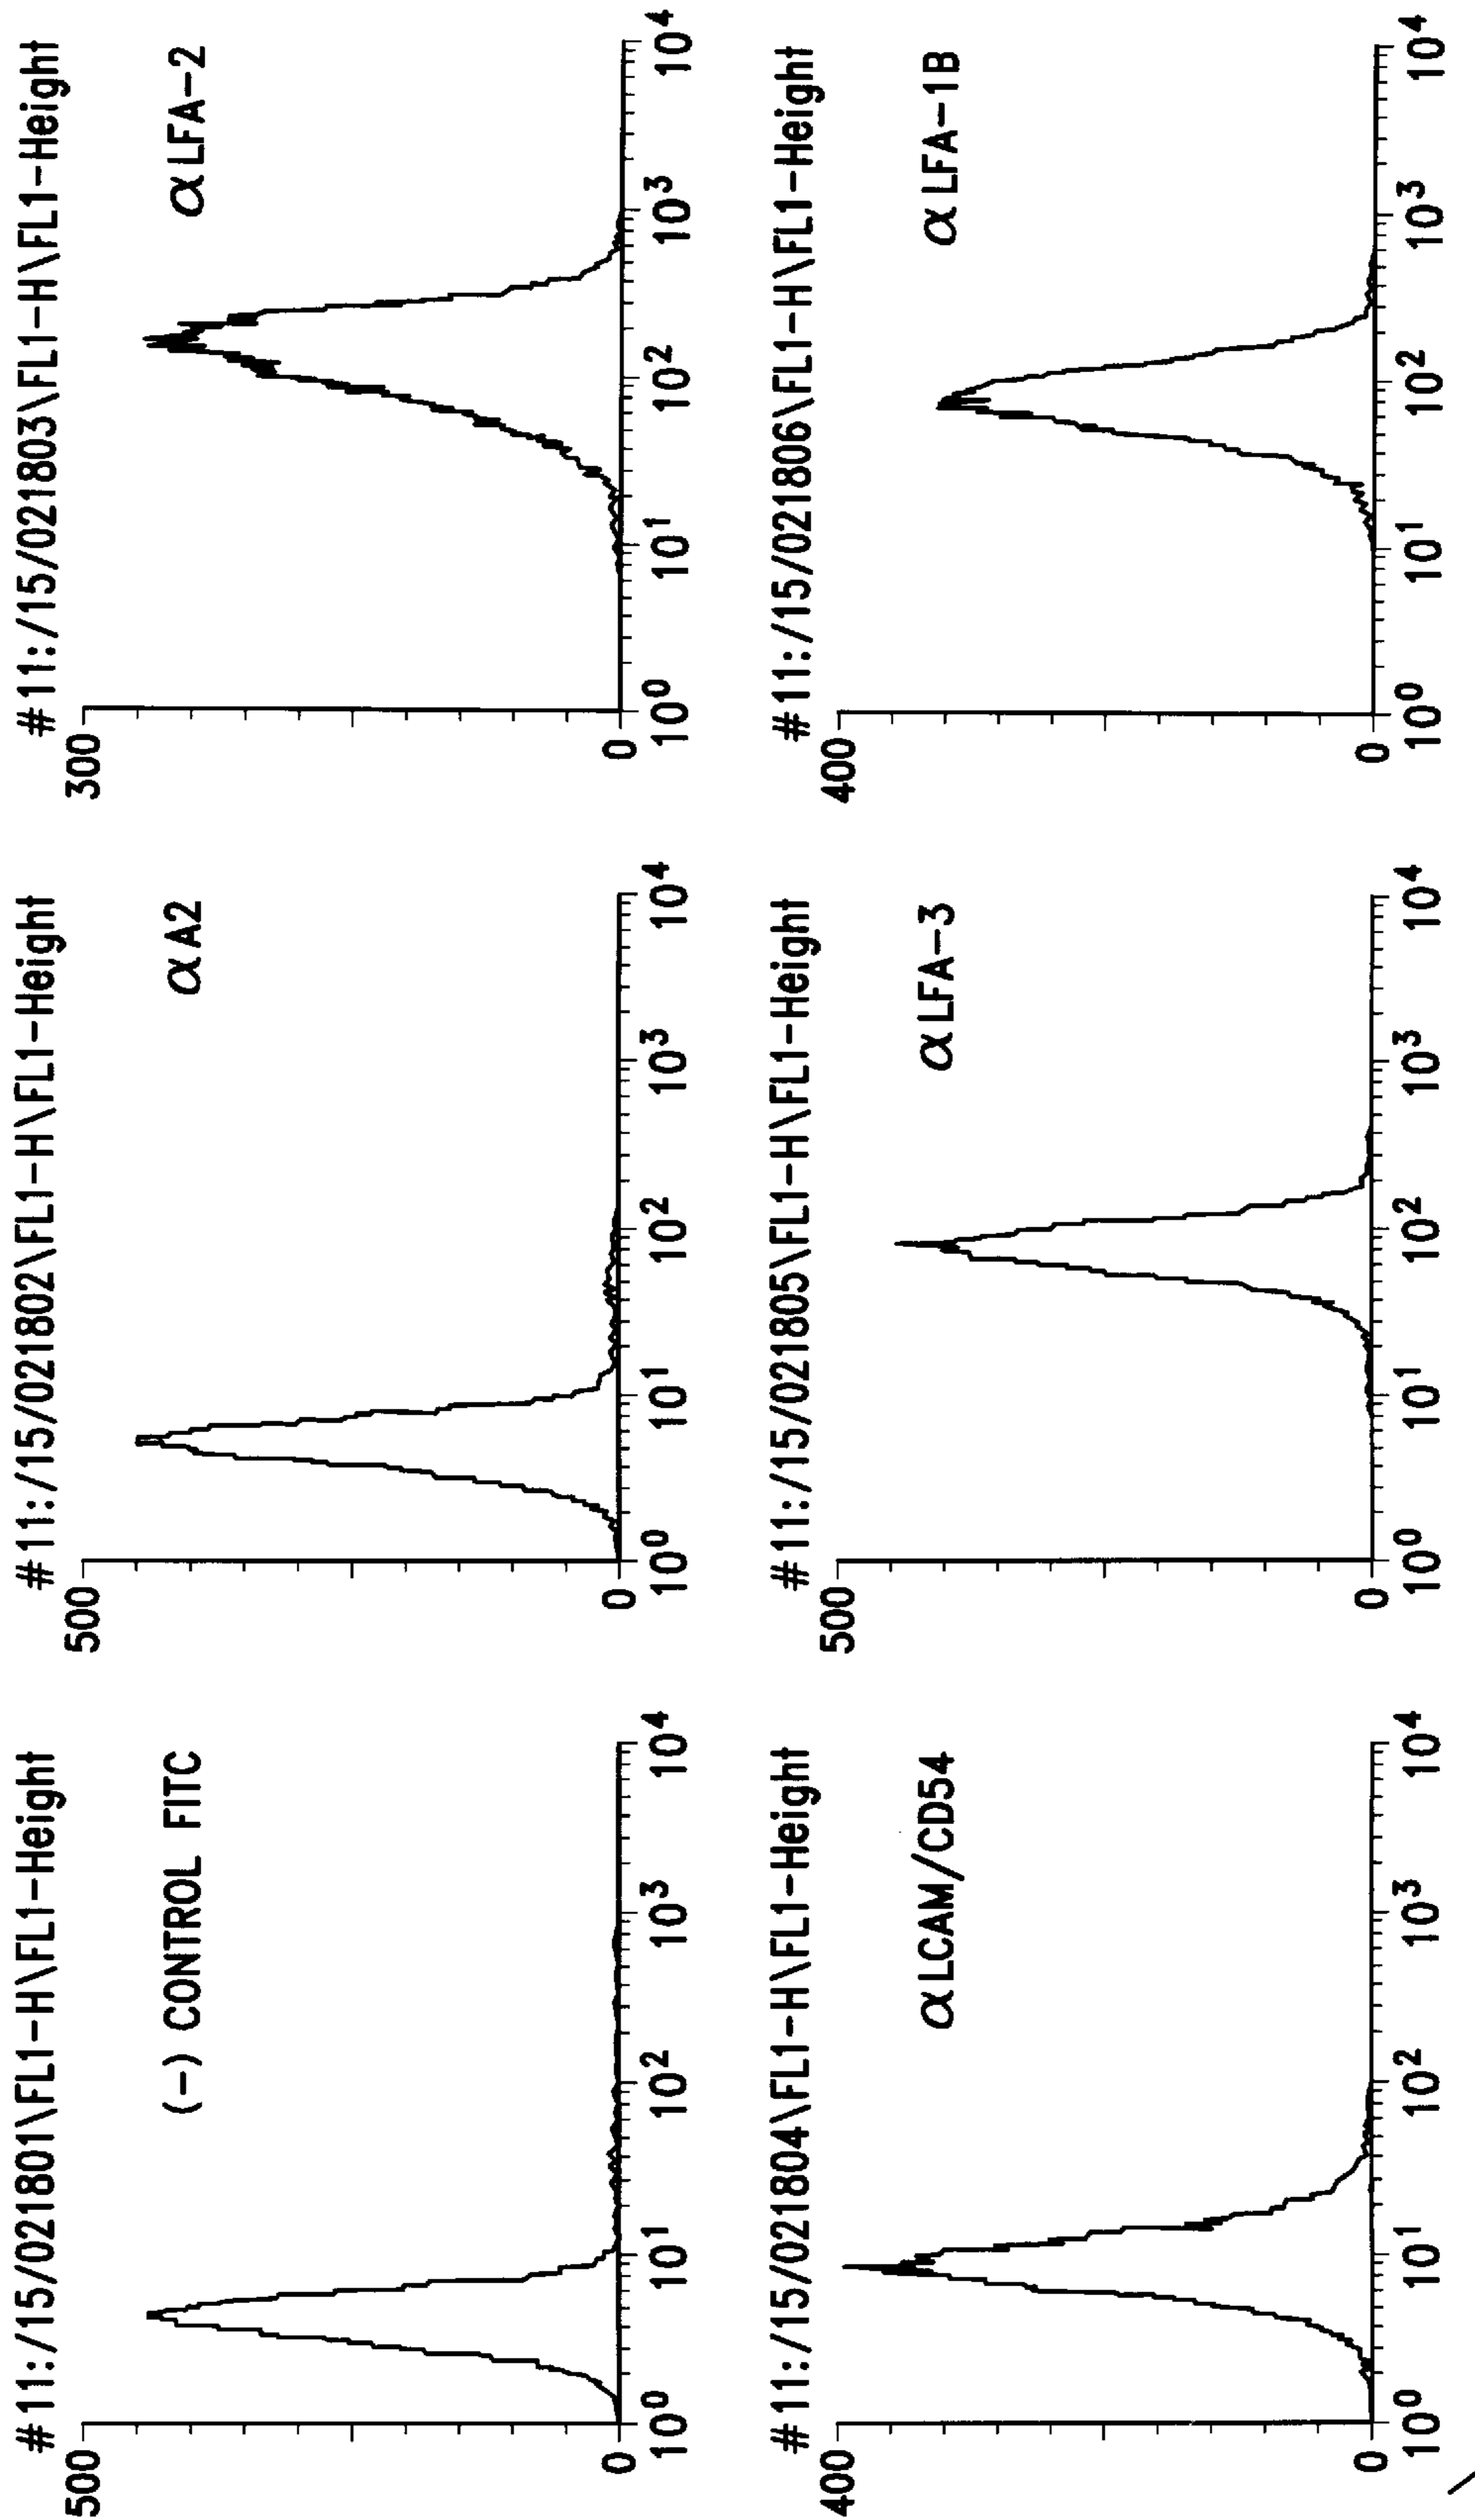 #11:/15/021801\FL1-H\FL1-Height
500
(-) CONTROL FITC
0
10⁰ 10¹ 10² 10³ 10⁴
#11:/15/021802\FL1-H\FL1-Height
500
αA2
0
10⁰ 10¹ 10² 10³ 10⁴
#11:/15/021803\FL1-H\FL1-Height
300
αLFA-2
0
10⁰ 10¹ 10² 10³ 10⁴
#11:/15/021804\FL1-H\FL1-Height
400
αLCAM/CD54
0
10⁰ 10¹ 10² 10³ 10⁴
#11:/15/021805\FL1-H\FL1-Height
500
αLFA-3
0
10⁰ 10¹ 10² 10³ 10⁴
#11:/15/021806\FL1-H\FL1-Height
400
αLFA-1B
0
10⁰ 10¹ 10² 10³ 10⁴